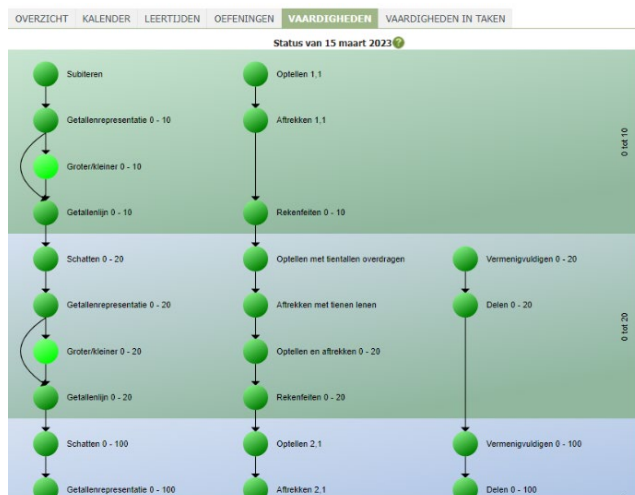 OVERZICHT KALENDER LEERTIJDEN OEFENINGEN VAARDIGHEDEN VAARDIGHEDEN IN TAKEN
Status van 15 maart 2023?
Subiteren Optellen 1,1
Getallenrepresentatie 0 - 10 Aftrekken 1,1
0 tot 10
Groter/kleiner 0 - 10
Getallenlijn 0 - 10 Rekenfeiten 0 - 10
Schatten 0 - 20 Optellen met tientallen overdragen Vermenigvuldigen 0 - 20
Getallenrepresentatie 0 - 20 Aftrekken met tienen lenen Delen 0 - 20
0 tot 20
Groter/kleiner 0 - 20 Optellen en aftrekken 0 - 20
Getallenlijn 0 - 20 Rekenfeiten 0 - 20
Schatten 0 - 100 Optellen 2,1 Vermenigvuldigen 0 - 100
Getallenrepresentatie 0 - 100 Aftrekken 2,1 Delen 0 - 100